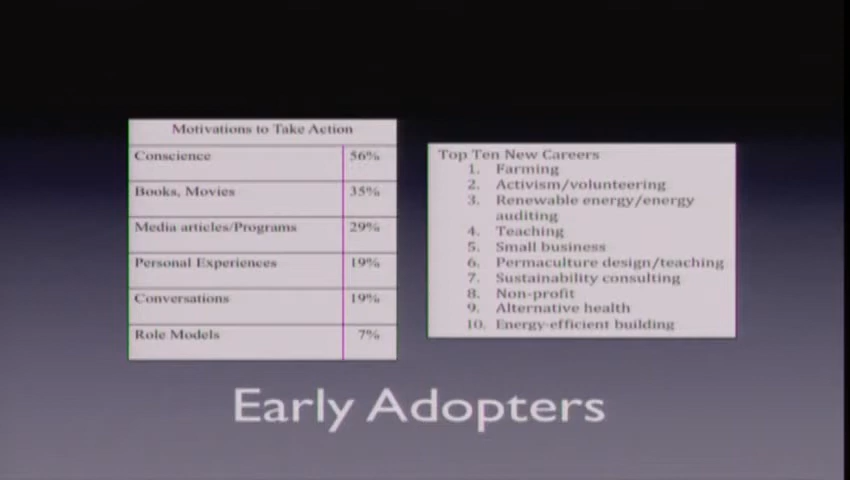 Motivations to Take Action
Conscience 56%
Books, Movies 35%
Media articles/Programs 29%
Personal Experiences 19%
Conversations 19%
Role Models 7%
Top Ten New Careers
1. Farming
2. Activism/volunteering
3. Renewable energy/energy
auditing
4. Teaching
5. Small business
6. Permaculture design/teaching
7. Sustainability consulting
8. Non-profit
9. Alternative health
10. Energy-efficient building
Early Adopters